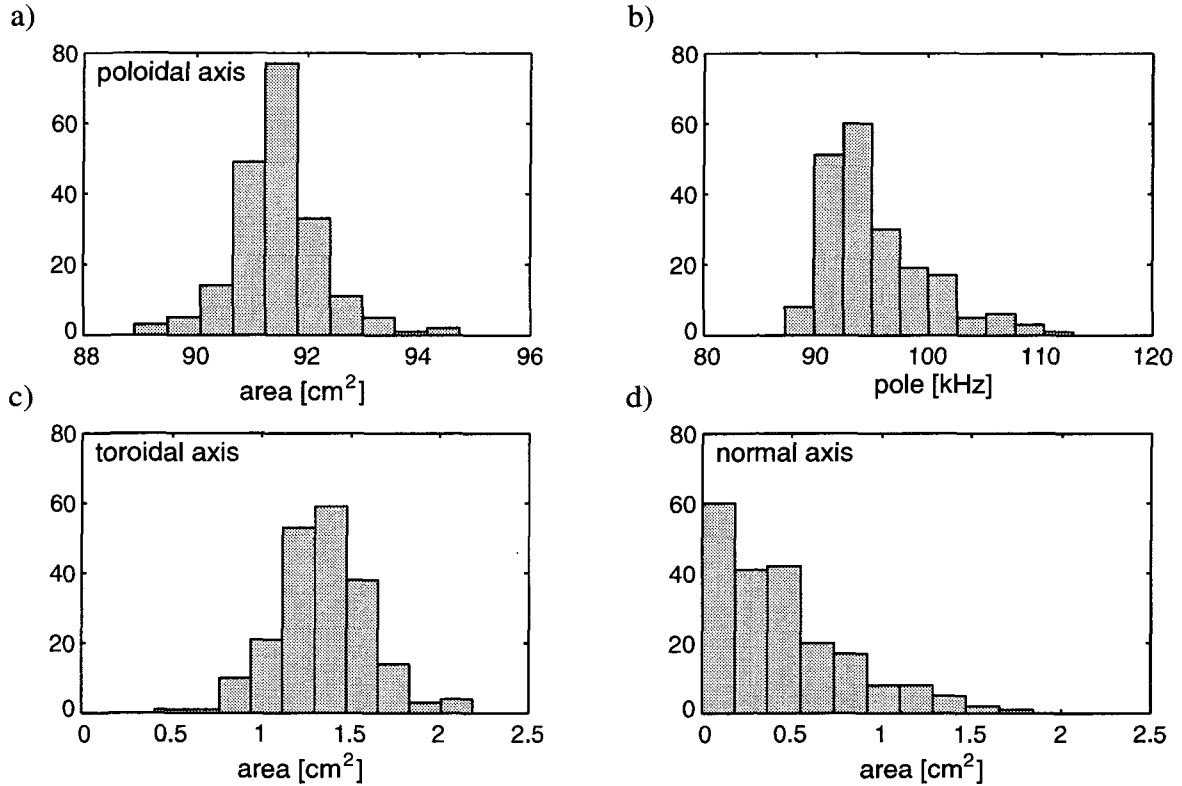 a)
80
poloidal axis
60
40
20
0
88 90 92 94 96
area [cm²]
b)
80
60
40
20
0
80 90 100 110 120
pole [kHz]
c)
80
toroidal axis
60
40
20
0
0 0.5 1 1.5 2 2.5
area [cm²]
d)
80
normal axis
60
40
20
0
0 0.5 1 1.5 2 2.5
area [cm²]